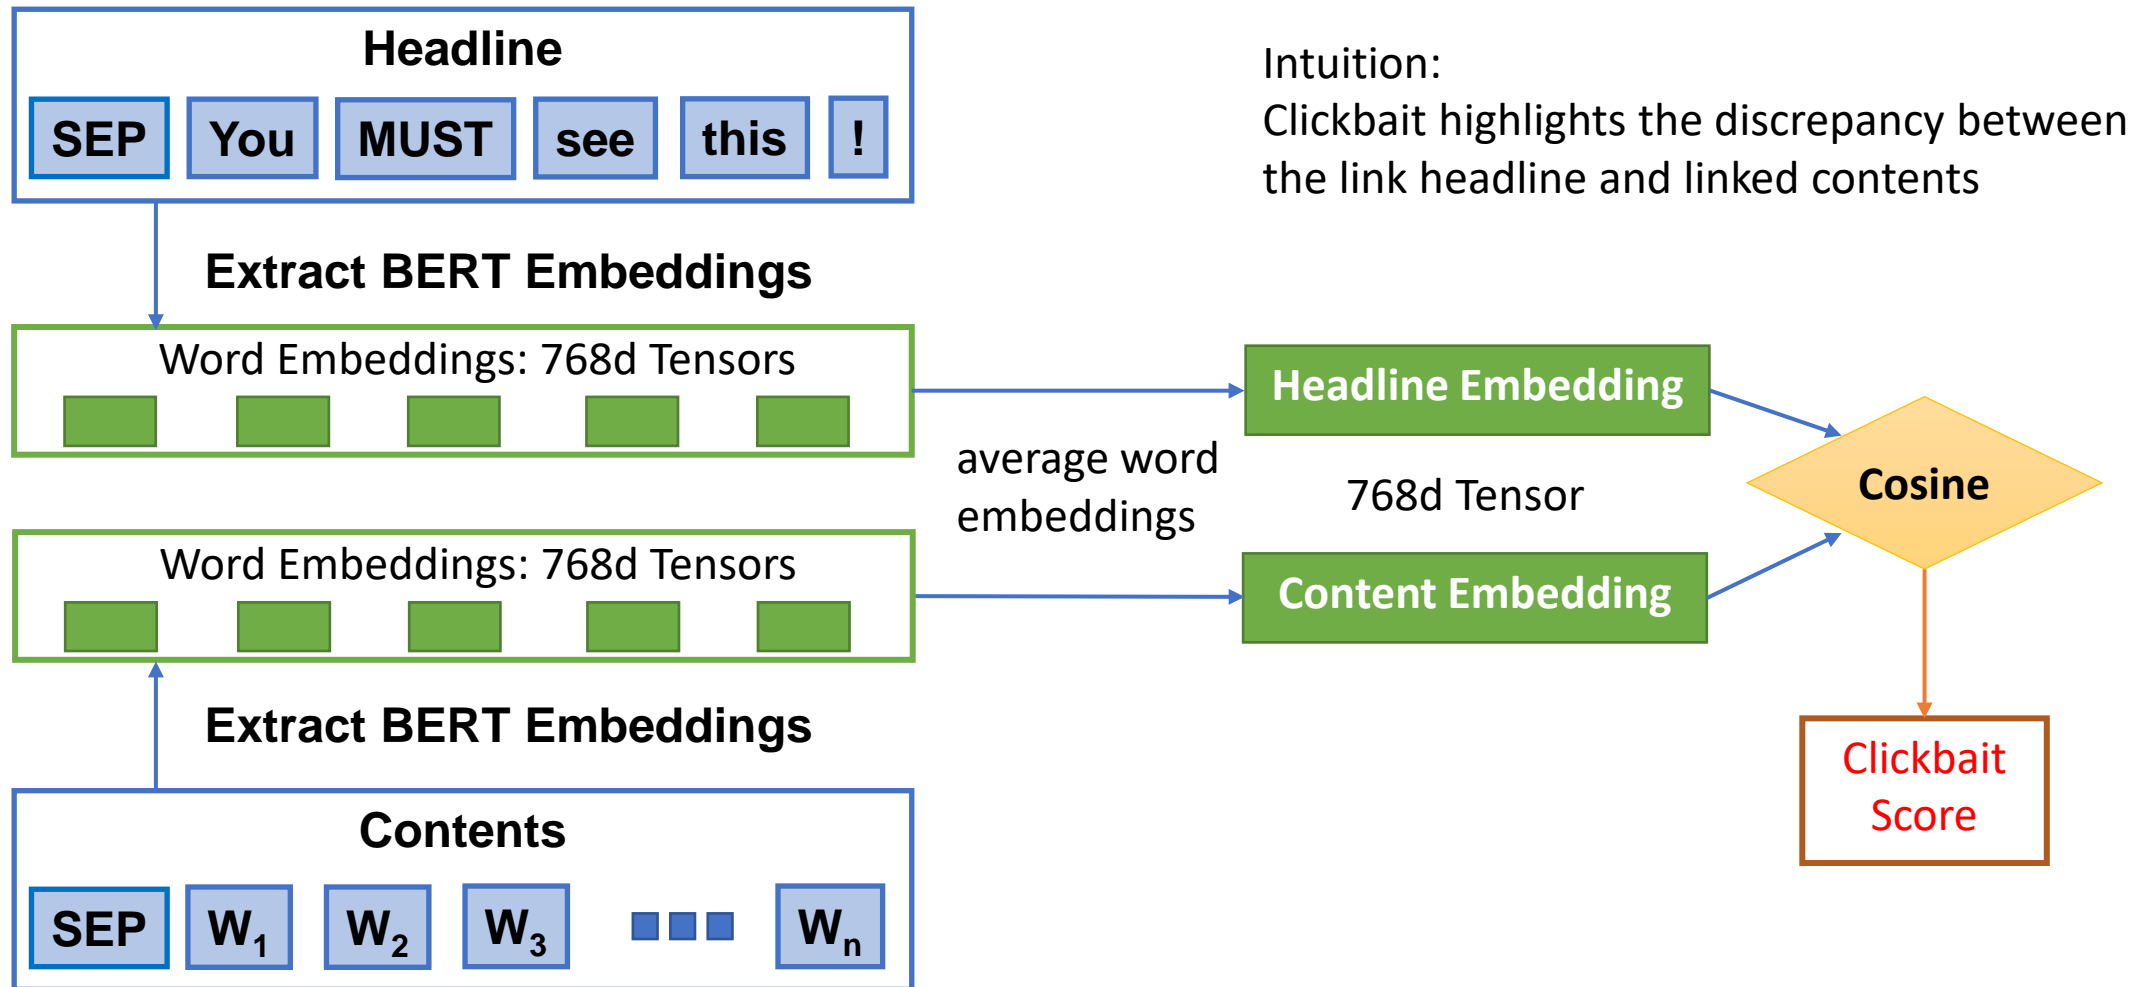 Headline
SEP You MUST see this !
Extract BERT Embeddings
Word Embeddings: 768d Tensors
Word Embeddings: 768d Tensors
Extract BERT Embeddings
Contents
SEP W1 W2 W3 Wn
average word
embeddings
Intuition:
Clickbait highlights the discrepancy between
the link headline and linked contents
Headline Embedding
768d Tensor
Content Embedding
Cosine
Clickbait
Score